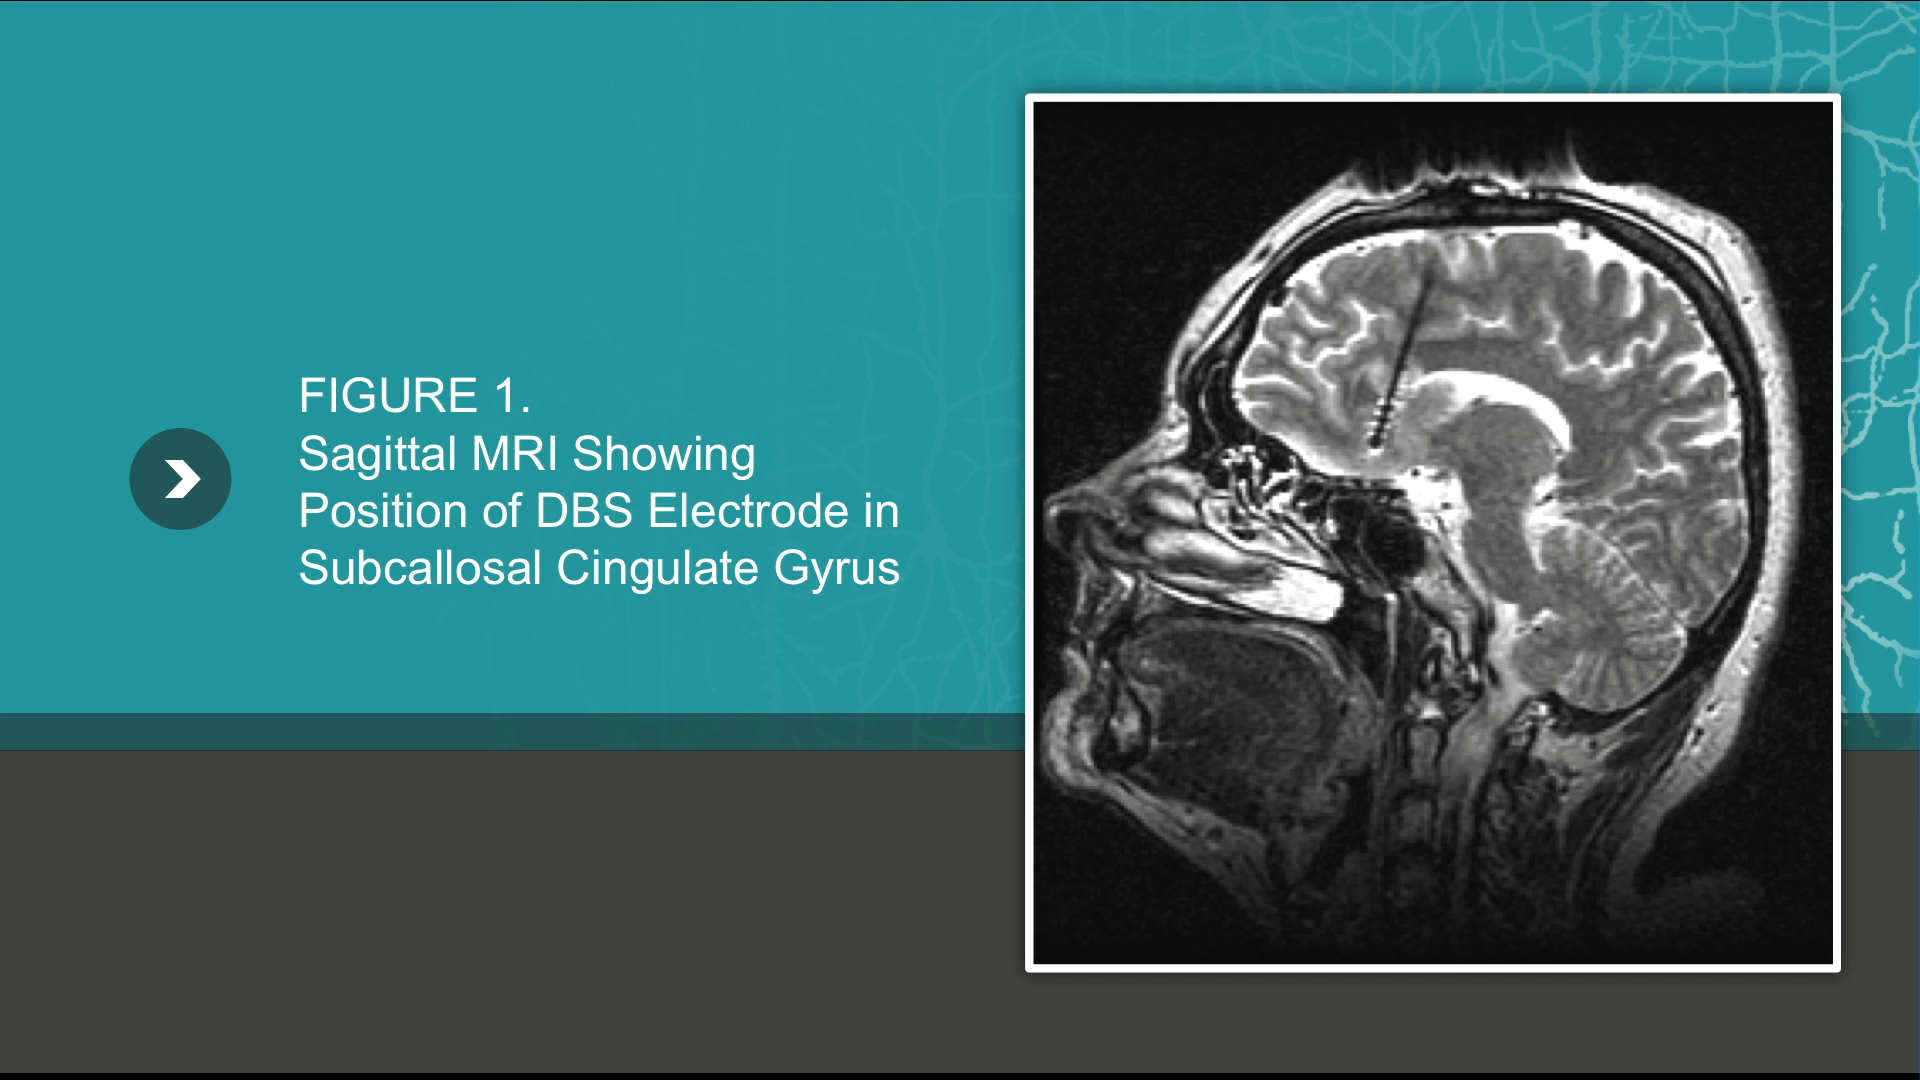 FIGURE 1.
Sagittal MRI Showing
Position of DBS Electrode in
Subcallosal Cingulate Gyrus